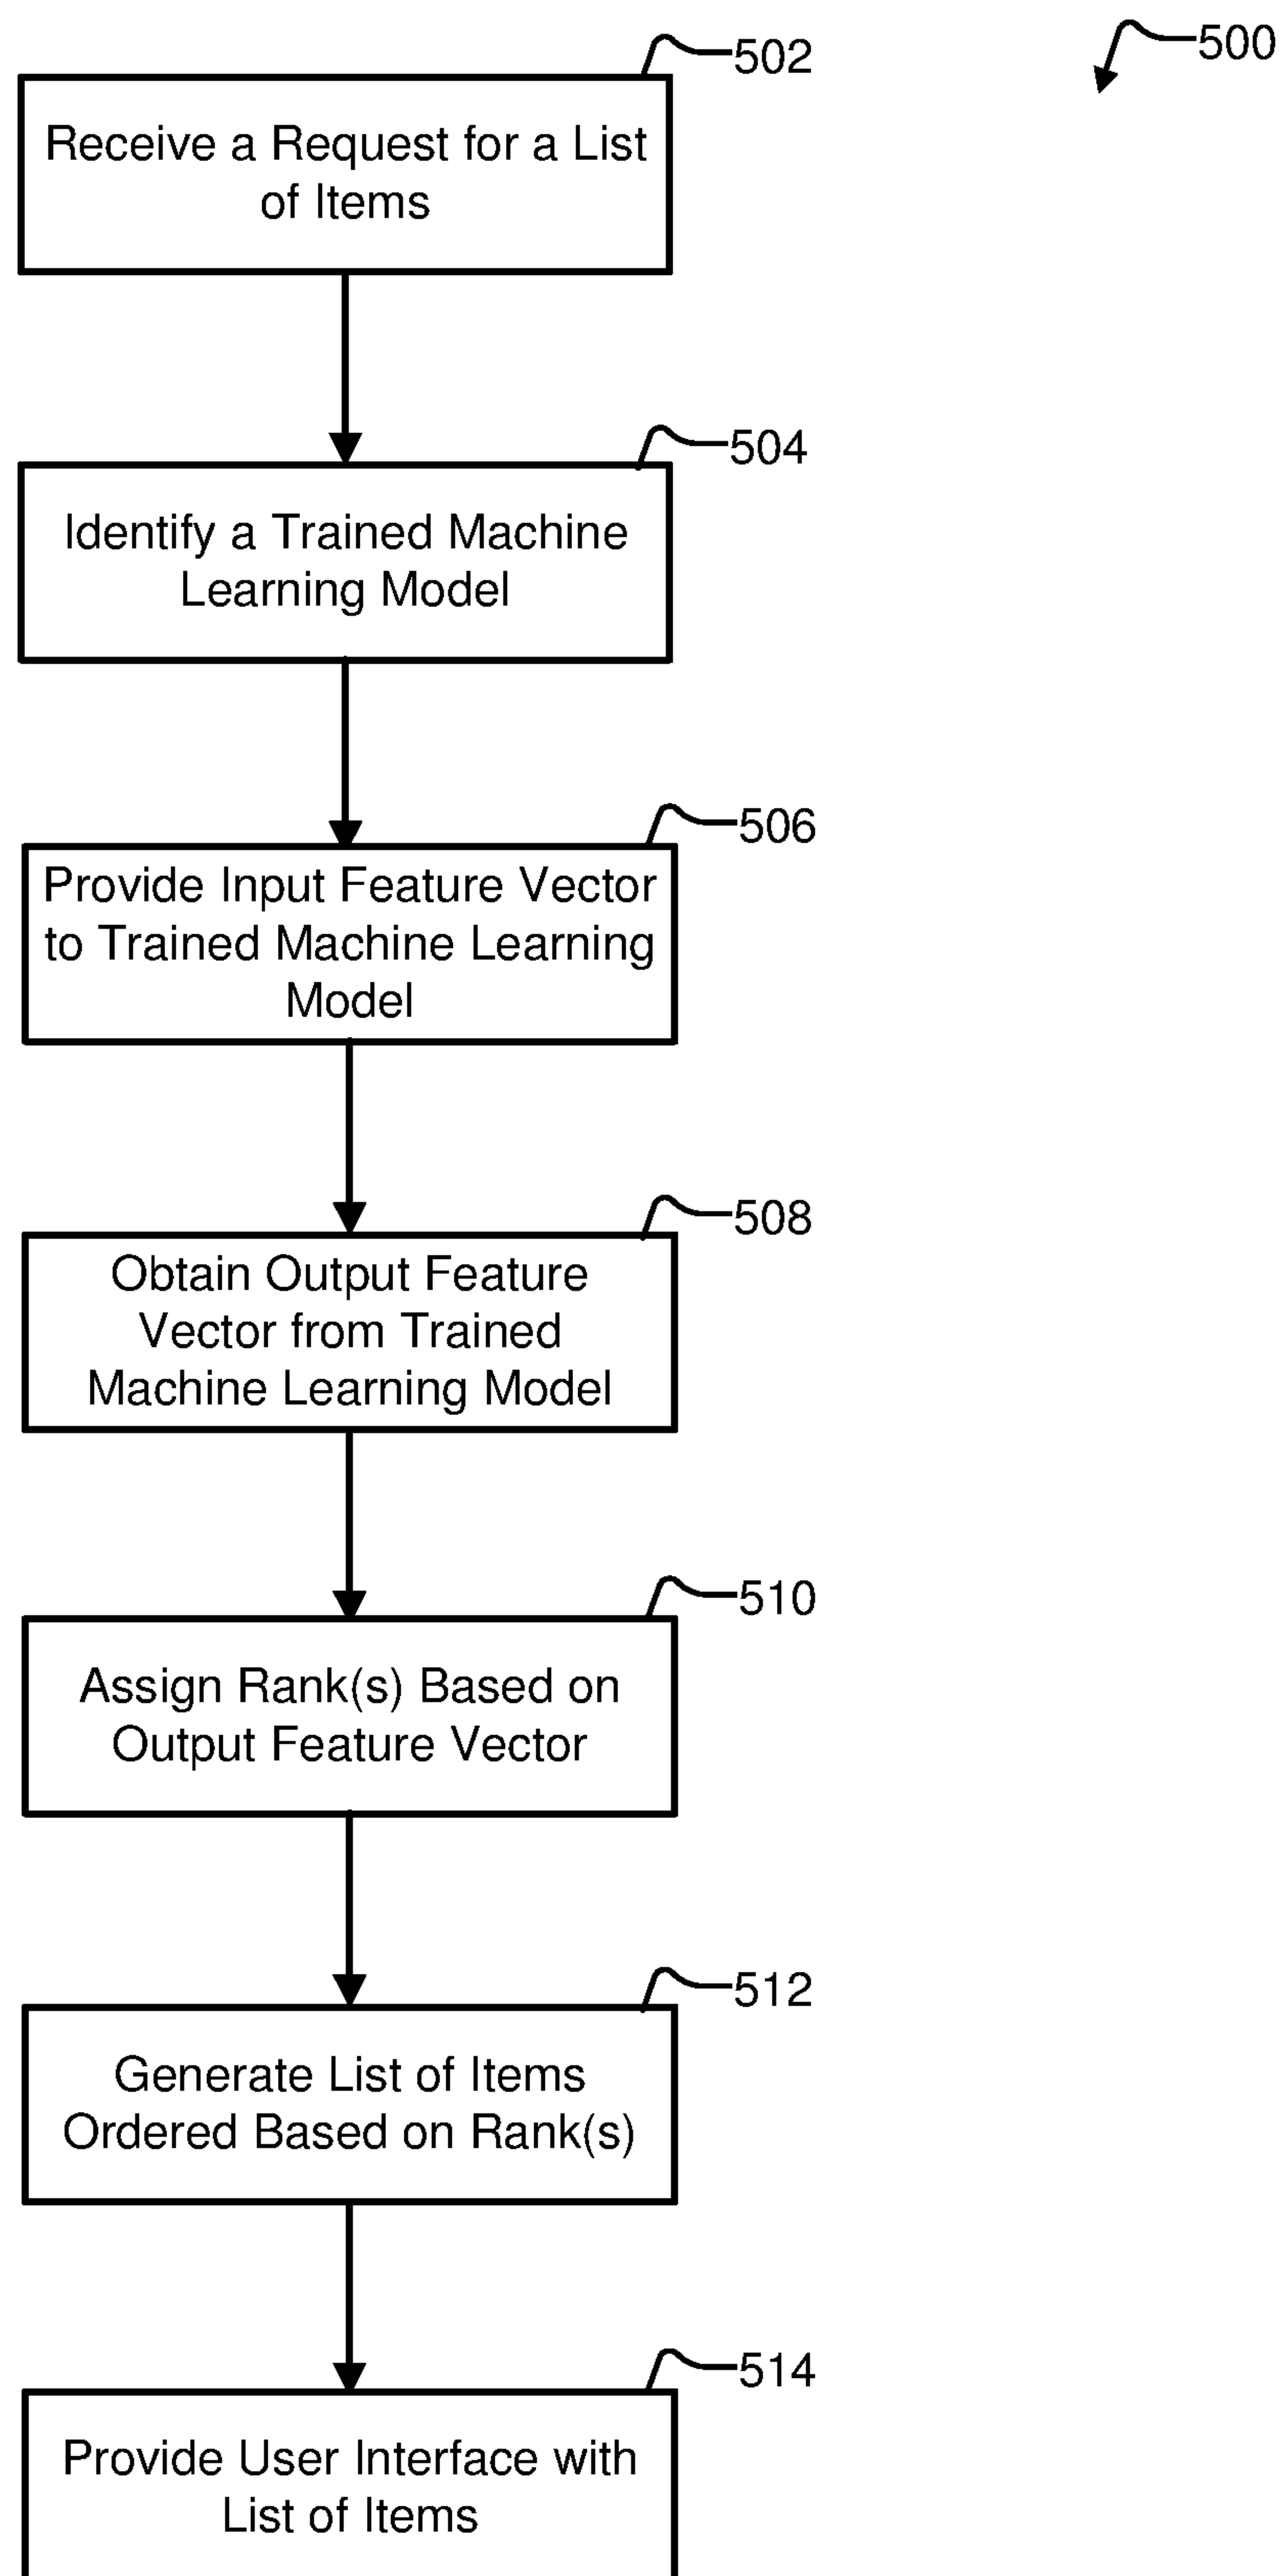 500
502
Receive a Request for a List
of Items
504
Identify a Trained Machine
Learning Model
506
Provide Input Feature Vector
to Trained Machine Learning
Model
508
Obtain Output Feature
Vector from Trained
Machine Learning Model
510
Assign Rank(s) Based on
Output Feature Vector
512
Generate List of Items
Ordered Based on Rank(s)
514
Provide User Interface with
List of Items